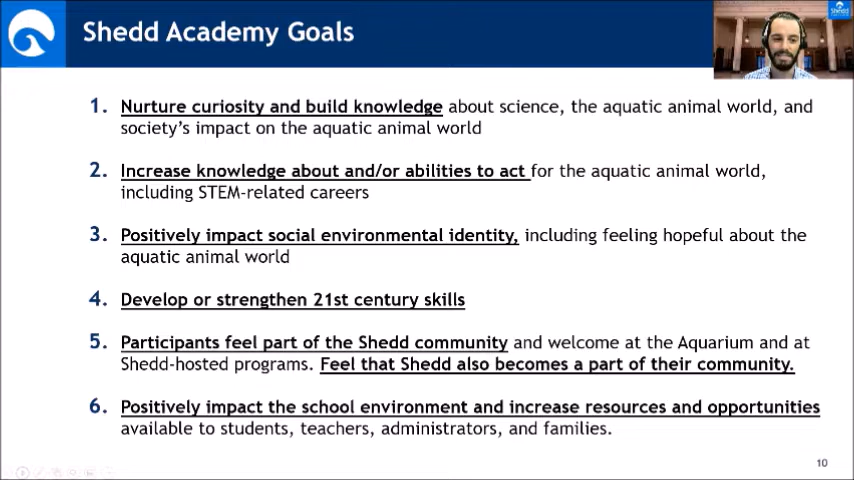 Shedd Academy Goals
Shedd
1. Nurture curiosity and build knowledge about science, the aquatic animal world, and
society's impact on the aquatic animal world
2. Increase knowledge about and/or abilities to act for the aquatic animal world,
including STEM-related careers
3. Positively impact social environmental identity, including feeling hopeful about the
aquatic animal world
4. Develop or strengthen 21st century skills
5. Participants feel part of the Shedd community and welcome at the Aquarium and at
Shedd-hosted programs. Feel that Shedd also becomes a part of their community.
6. Positively impact the school environment and increase resources and opportunities
available to students, teachers, administrators, and families.
10